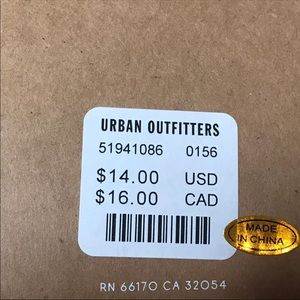 URBAN OUTFITTERS
51941086 0156
$14.00 USD
$16.00 CAD
MADE
IN CHINA
RN 66170 CA 32054